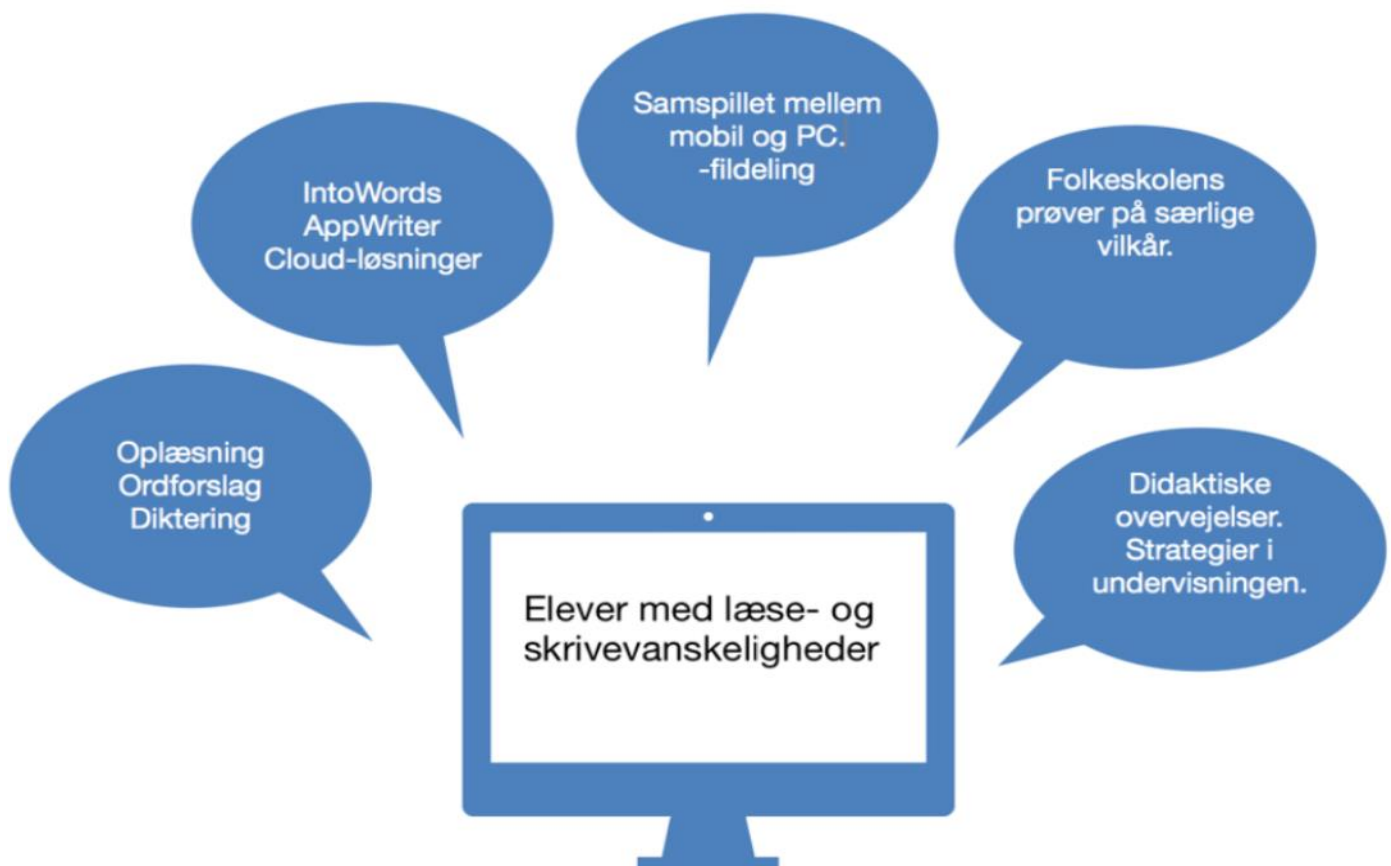 Samspillet mellem
mobil og PC.
-fildeling
IntoWords
AppWriter
Cloud-løsninger
Folkeskolens
prøver på særlige
vilkår.
Oplæsning
Ordforslag
Diktering
Didaktiske
overvejelser.
Strategier i
undervisningen.
Elever med læse- og
skrivevanskeligheder